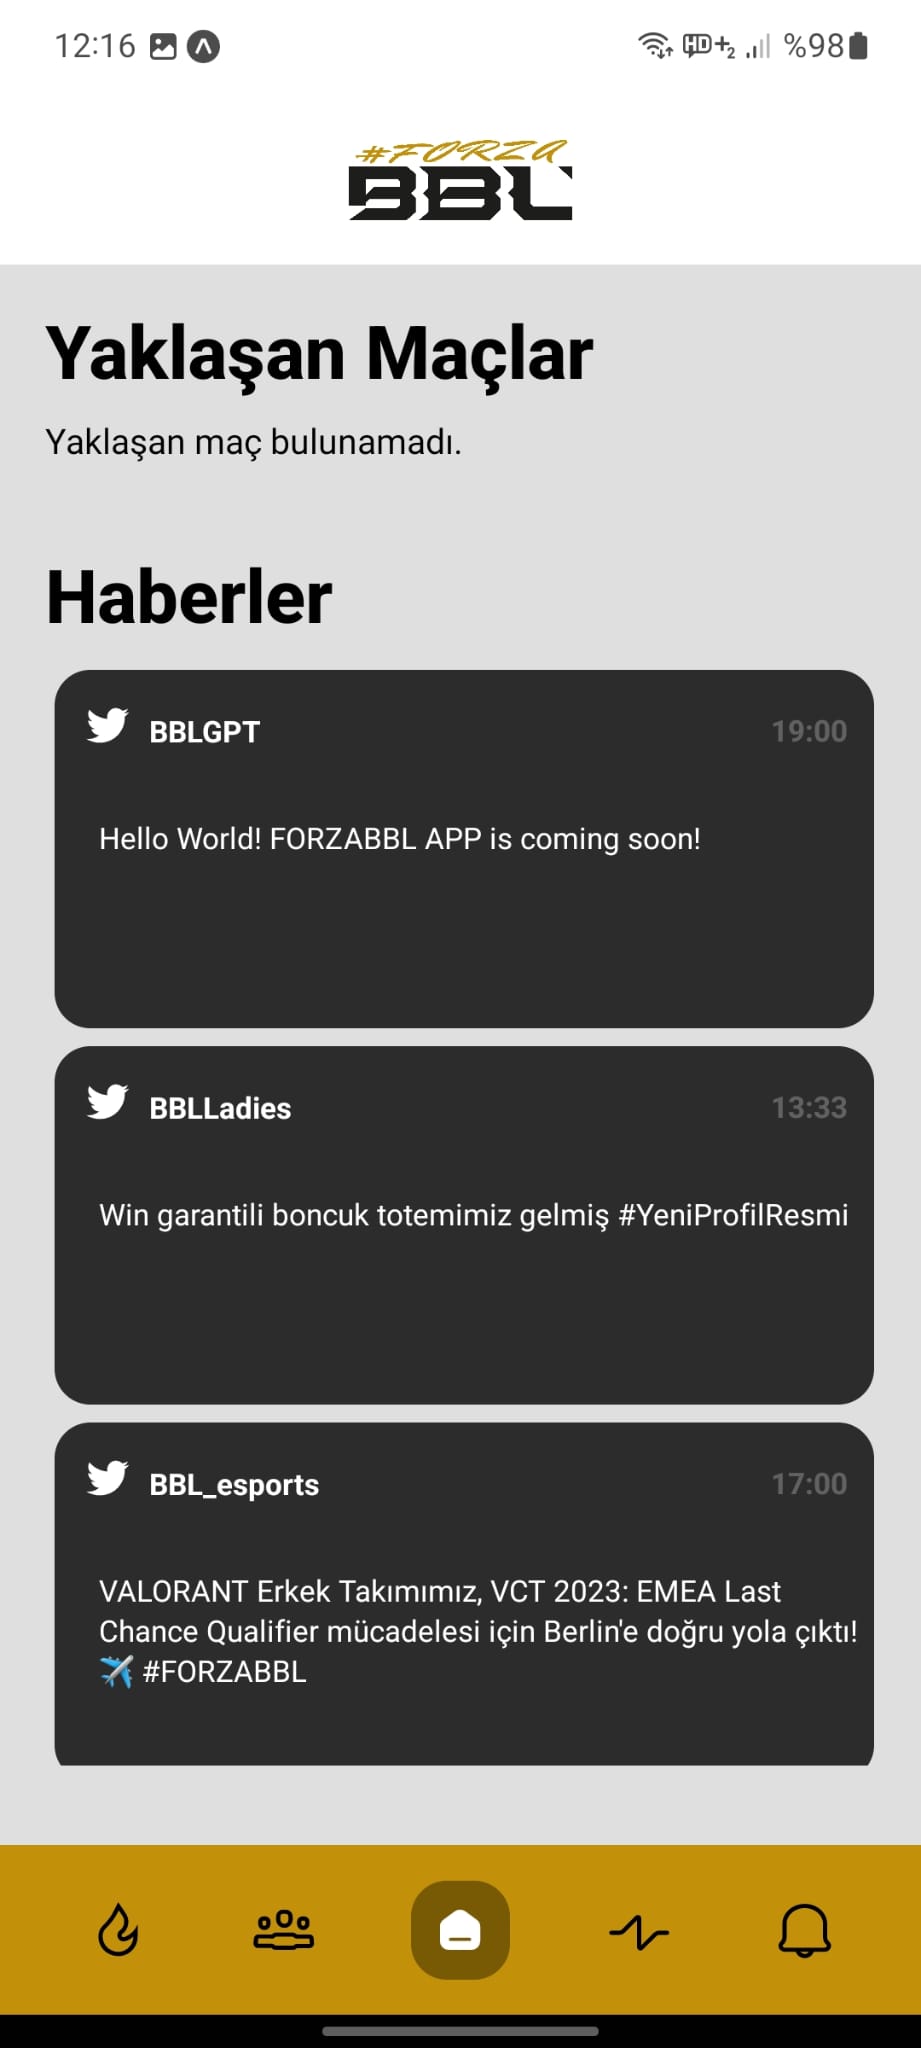 12:16
HD+2
%98
#FORZA
BBL
Yaklaşan Maçlar
Yaklaşan maç bulunamadı.
Haberler
BBLGPT
19:00
Hello World! FORZABBL APP is coming soon!
BBLLadies
13:33
Win garantili boncuk totemimiz gelmiş #YeniProfilResmi
BBL_esports
17:00
VALORANT Erkek Takımımız, VCT 2023: EMEA Last
Chance Qualifier mücadelesi için Berlin'e doğru yola çıktı!
✈️ #FORZABBL